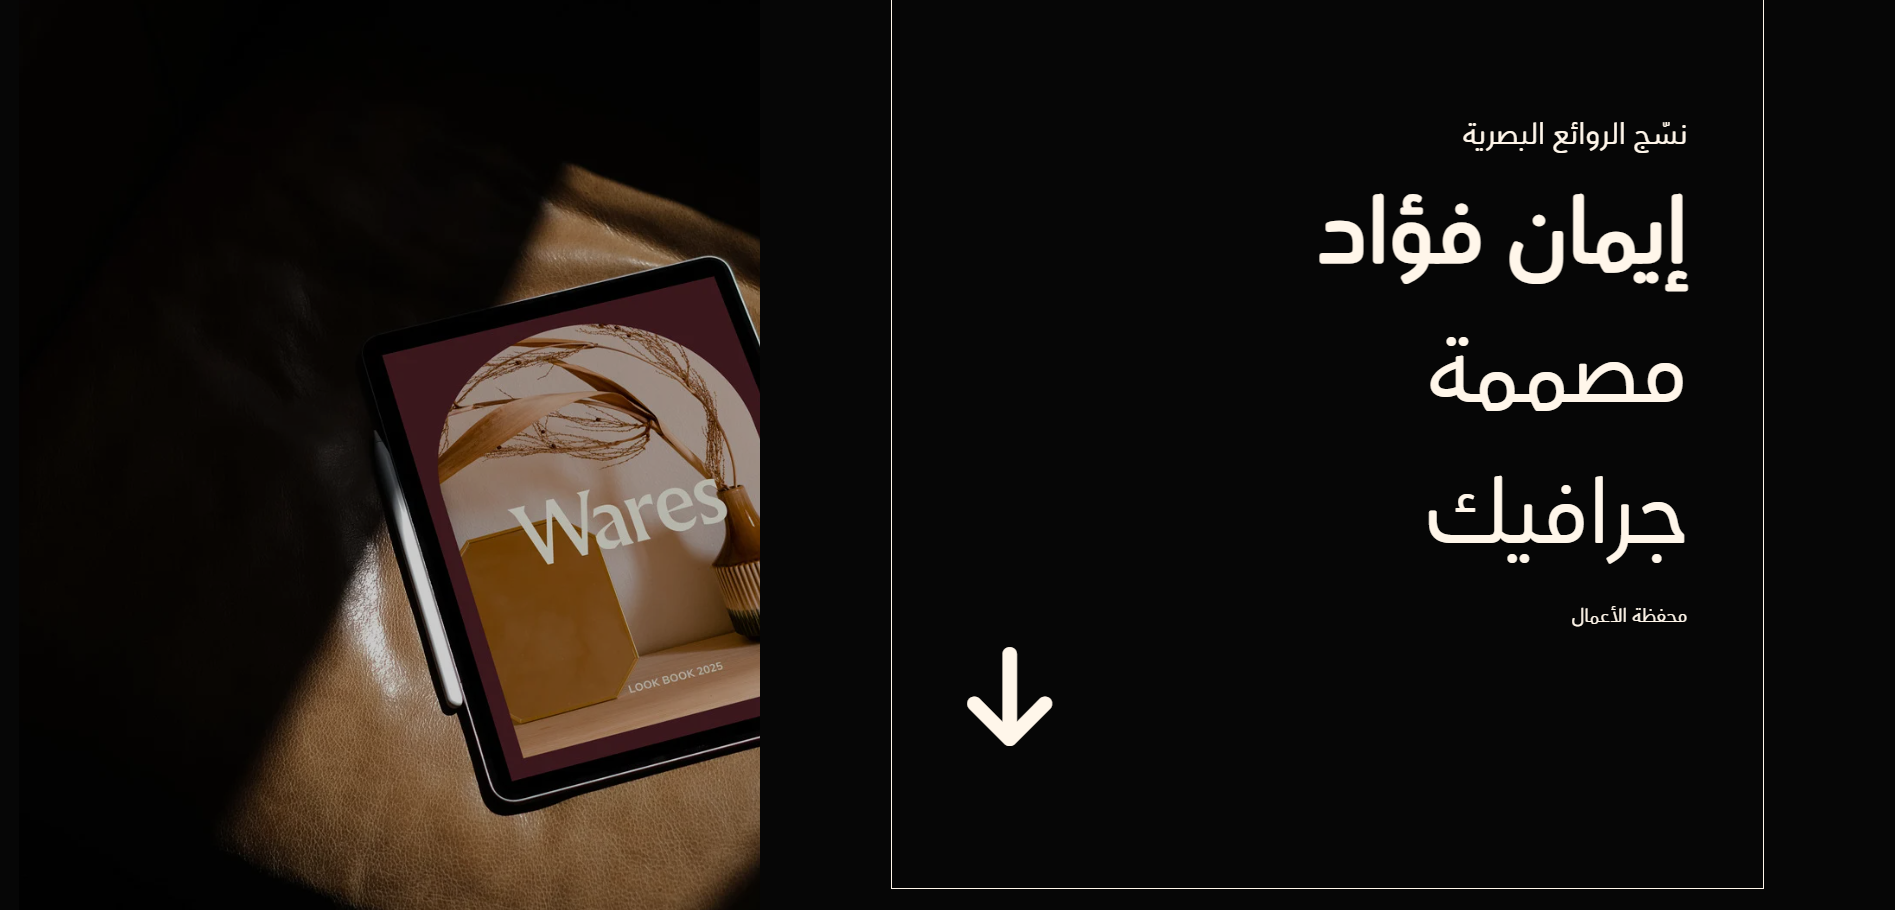 نسّج الروائع البصرية
إيمان فؤاد
مصممة
جرافيك
محفظة الأعمال
Wares
LOOK BOOK 2025